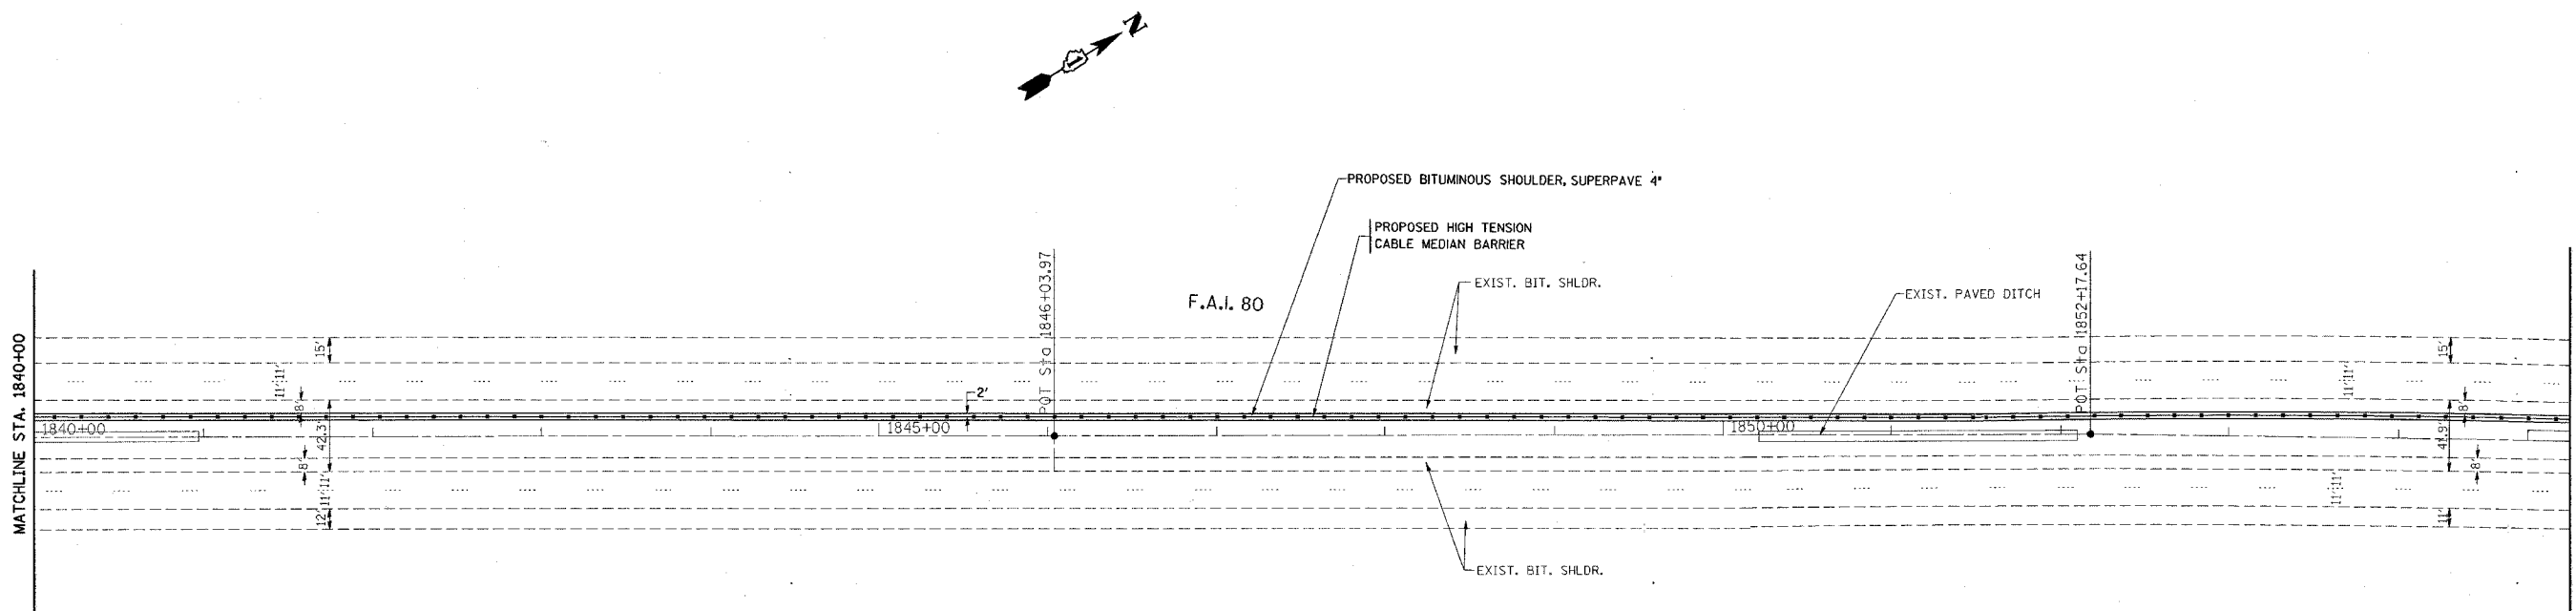 N
1
PROPOSED BITUMINOUS SHOULDER, SUPERPAVE 4"
PROPOSED HIGH TENSION
CABLE MEDIAN BARRIER
EXIST. BIT. SHLDR.
F.A.I. 80
EXIST. PAVED DITCH
POT Sta 1846+03.97
POT Sta 1852+17.64
MATCHLINE STA. 1840+00
15'
11'
11'
8'
42.3'
8'
11'
11'
12'
2'
1840+00
1845+00
1850+00
15'
11'
11'
8'
41.9'
8'
11'
11'
11'
EXIST. BIT. SHLDR.